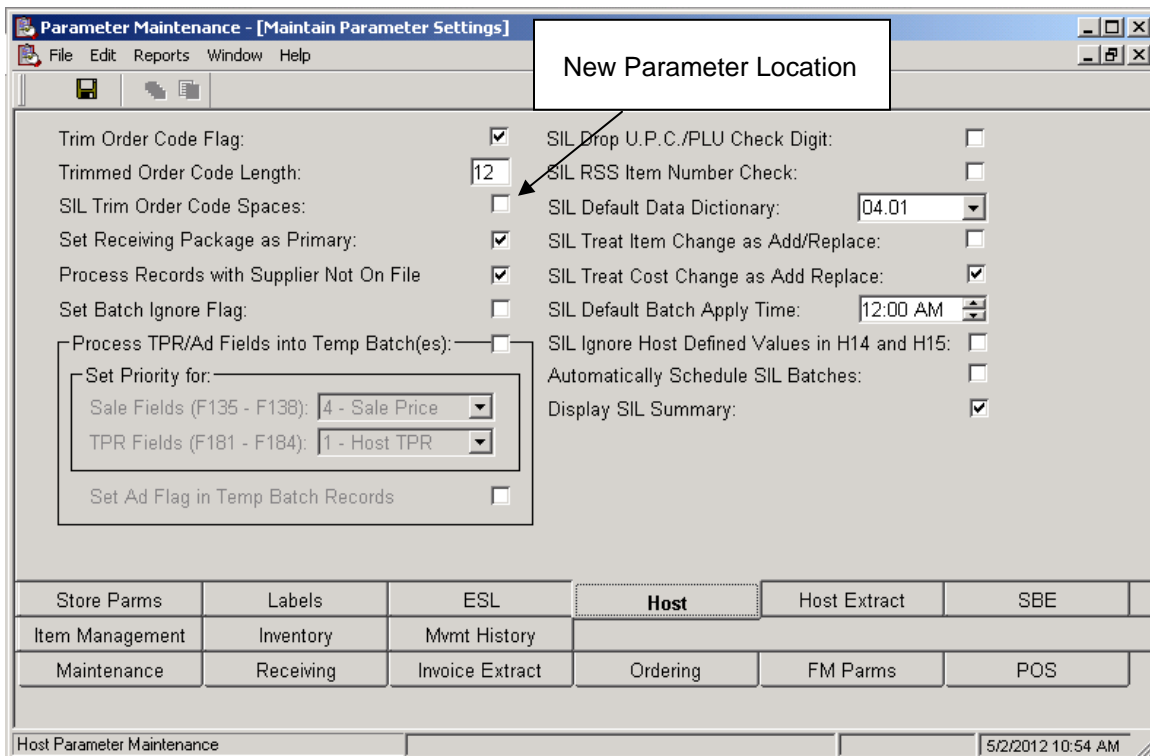 Parameter Maintenance - [Maintain Parameter Settings]
File Edit Reports Window Help
New Parameter Location
Trim Order Code Flag:
Trimmed Order Code Length: 12
SIL Trim Order Code Spaces:
Set Receiving Package as Primary:
Process Records with Supplier Not On File
Set Batch Ignore Flag:
Process TPR/Ad Fields into Temp Batch(es):
Set Priority for:
Sale Fields (F135 - F138): 4 - Sale Price
TPR Fields (F181 - F184): 1 - Host TPR
Set Ad Flag in Temp Batch Records
SIL Drop U.P.C./PLU Check Digit:
SIL RSS Item Number Check:
SIL Default Data Dictionary: 04.01
SIL Treat Item Change as Add/Replace:
SIL Treat Cost Change as Add Replace:
SIL Default Batch Apply Time: 12:00 AM
SIL Ignore Host Defined Values in H14 and H15:
Automatically Schedule SIL Batches:
Display SIL Summary:
Store Parms Labels ESL Host Host Extract SBE
Item Management Inventory Mvmt History
Maintenance Receiving Invoice Extract Ordering FM Parms POS
Host Parameter Maintenance 5/2/2012 10:54 AM